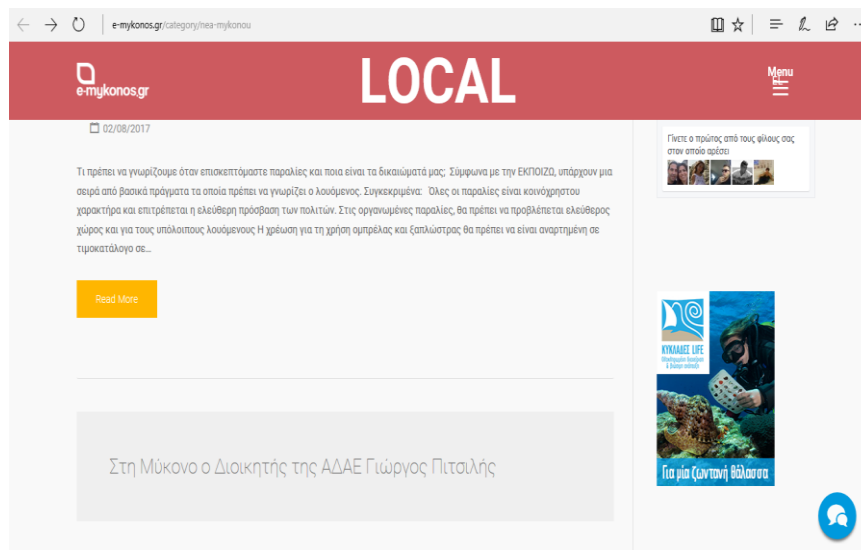 e-mykonos.gr/category/nea-mykonou
e-mykonos.gr
LOCAL
Menu
02/08/2017
Τι πρέπει να γνωρίζουμε όταν επισκεπτόμαστε παραλίες και ποια είναι τα δικαιώματά μας; Σύμφωνα με την ΕΚΠΟΙΖΩ, υπάρχουν μια
σειρά από βασικά πράγματα τα οποία πρέπει να γνωρίζει ο λουόμενος. Συγκεκριμένα: Όλες οι παραλίες είναι κοινόχρηστου
χαρακτήρα και επιτρέπεται η ελεύθερη πρόσβαση των πολιτών. Στις οργανωμένες παραλίες, θα πρέπει να προβλέπεται ελεύθερος
χώρος και για τους υπόλοιπους λουόμενους Η χρέωση για τη χρήση ομπρέλας και ξαπλώστρας θα πρέπει να είναι αναρτημένη σε
τιμοκατάλογο σε...
Read More
Στη Μύκονο ο Διοικητής της ΑΔΑΕ Γιώργος Πιτσιλής
Γίνετε ο πρώτος από τους φίλους σας
στον οποίο αρέσει
ΚΥΚΛΑΔΕΣ LIFE
Για μία ζωντανή θάλασσα